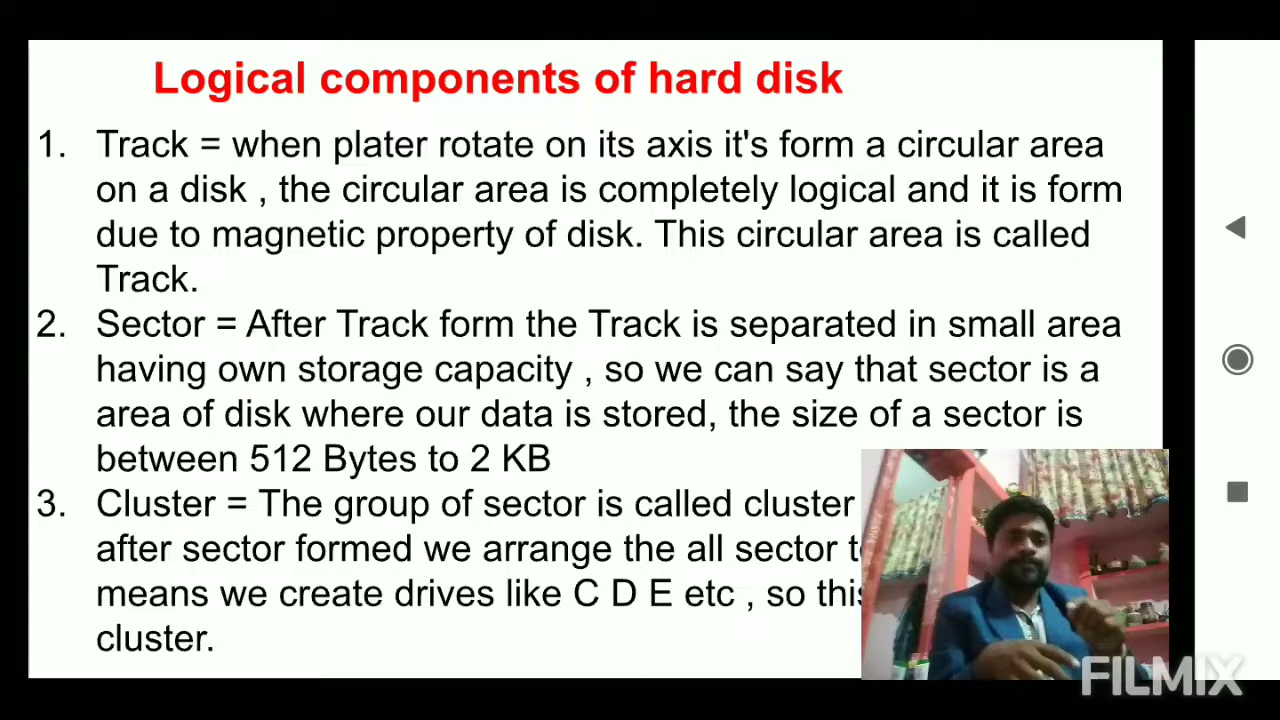 Logical components of hard disk
1. Track = when plater rotate on its axis it's form a circular area
on a disk , the circular area is completely logical and it is form
due to magnetic property of disk. This circular area is called
Track.
2. Sector = After Track form the Track is separated in small area
having own storage capacity , so we can say that sector is a
area of disk where our data is stored, the size of a sector is
between 512 Bytes to 2 KB
3. Cluster = The group of sector is called cluster
after sector formed we arrange the all sector
means we create drives like C D E etc , so
cluster.
FILMIX